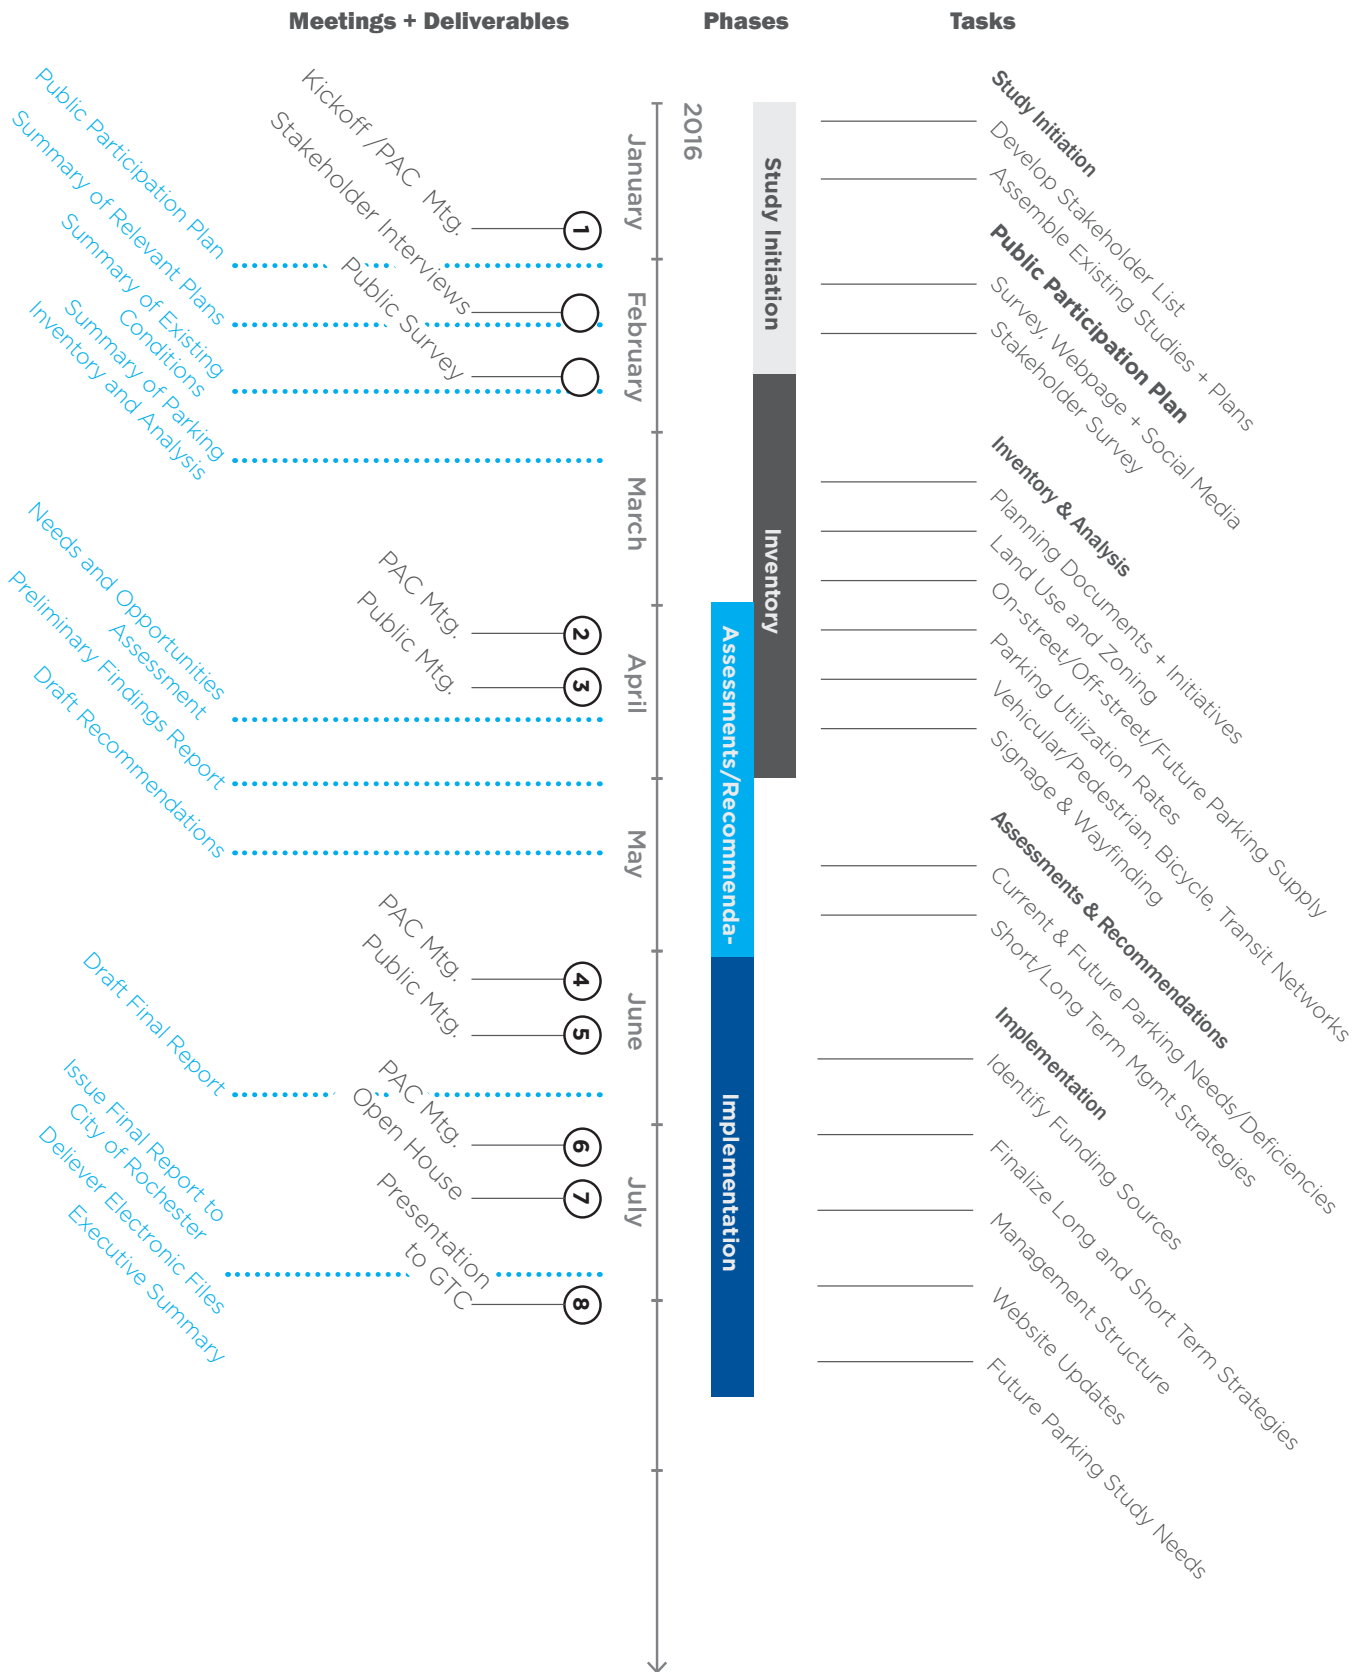 Meetings + Deliverables
Phases
Tasks
Public Participation Plan
Summary of Relevant Plans
Summary of Existing
Conditions
Summary of Parking
Inventory and Analysis
Needs and Opportunities
Assessment
Preliminary Findings Report
Draft Recommendations
Draft Final Report
Issue Final Report to
City of Rochester
Deliever Electronic Files
Executive Summary
Kickoff /PAC Mtg.
1
Stakeholder Interviews
Public Survey
PAC Mtg.
2
Public Mtg.
3
PAC Mtg.
4
Public Mtg.
5
PAC Mtg.
6
Open House
7
Presentation
to GTC
8
2016
January
February
March
April
May
June
July
Study Initiation
Inventory
Assessments/Recommenda-
Implementation
Study Initiation
Develop Stakeholder List
Assemble Existing Studies + Plans
Public Participation Plan
Survey, Webpage + Social Media
Stakeholder Survey
Inventory & Analysis
Planning Documents + Initiatives
Land Use and Zoning
On-street/Off-street/Future Parking Supply
Parking Utilization Rates
Vehicular/Pedestrian, Bicycle, Transit Networks
Signage & Wayfinding
Assessments & Recommendations
Current & Future Parking Needs/Deficiencies
Short/Long Term Mgmt Strategies
Implementation
Identify Funding Sources
Finalize Long and Short Term Strategies
Management Structure
Website Updates
Future Parking Study Needs